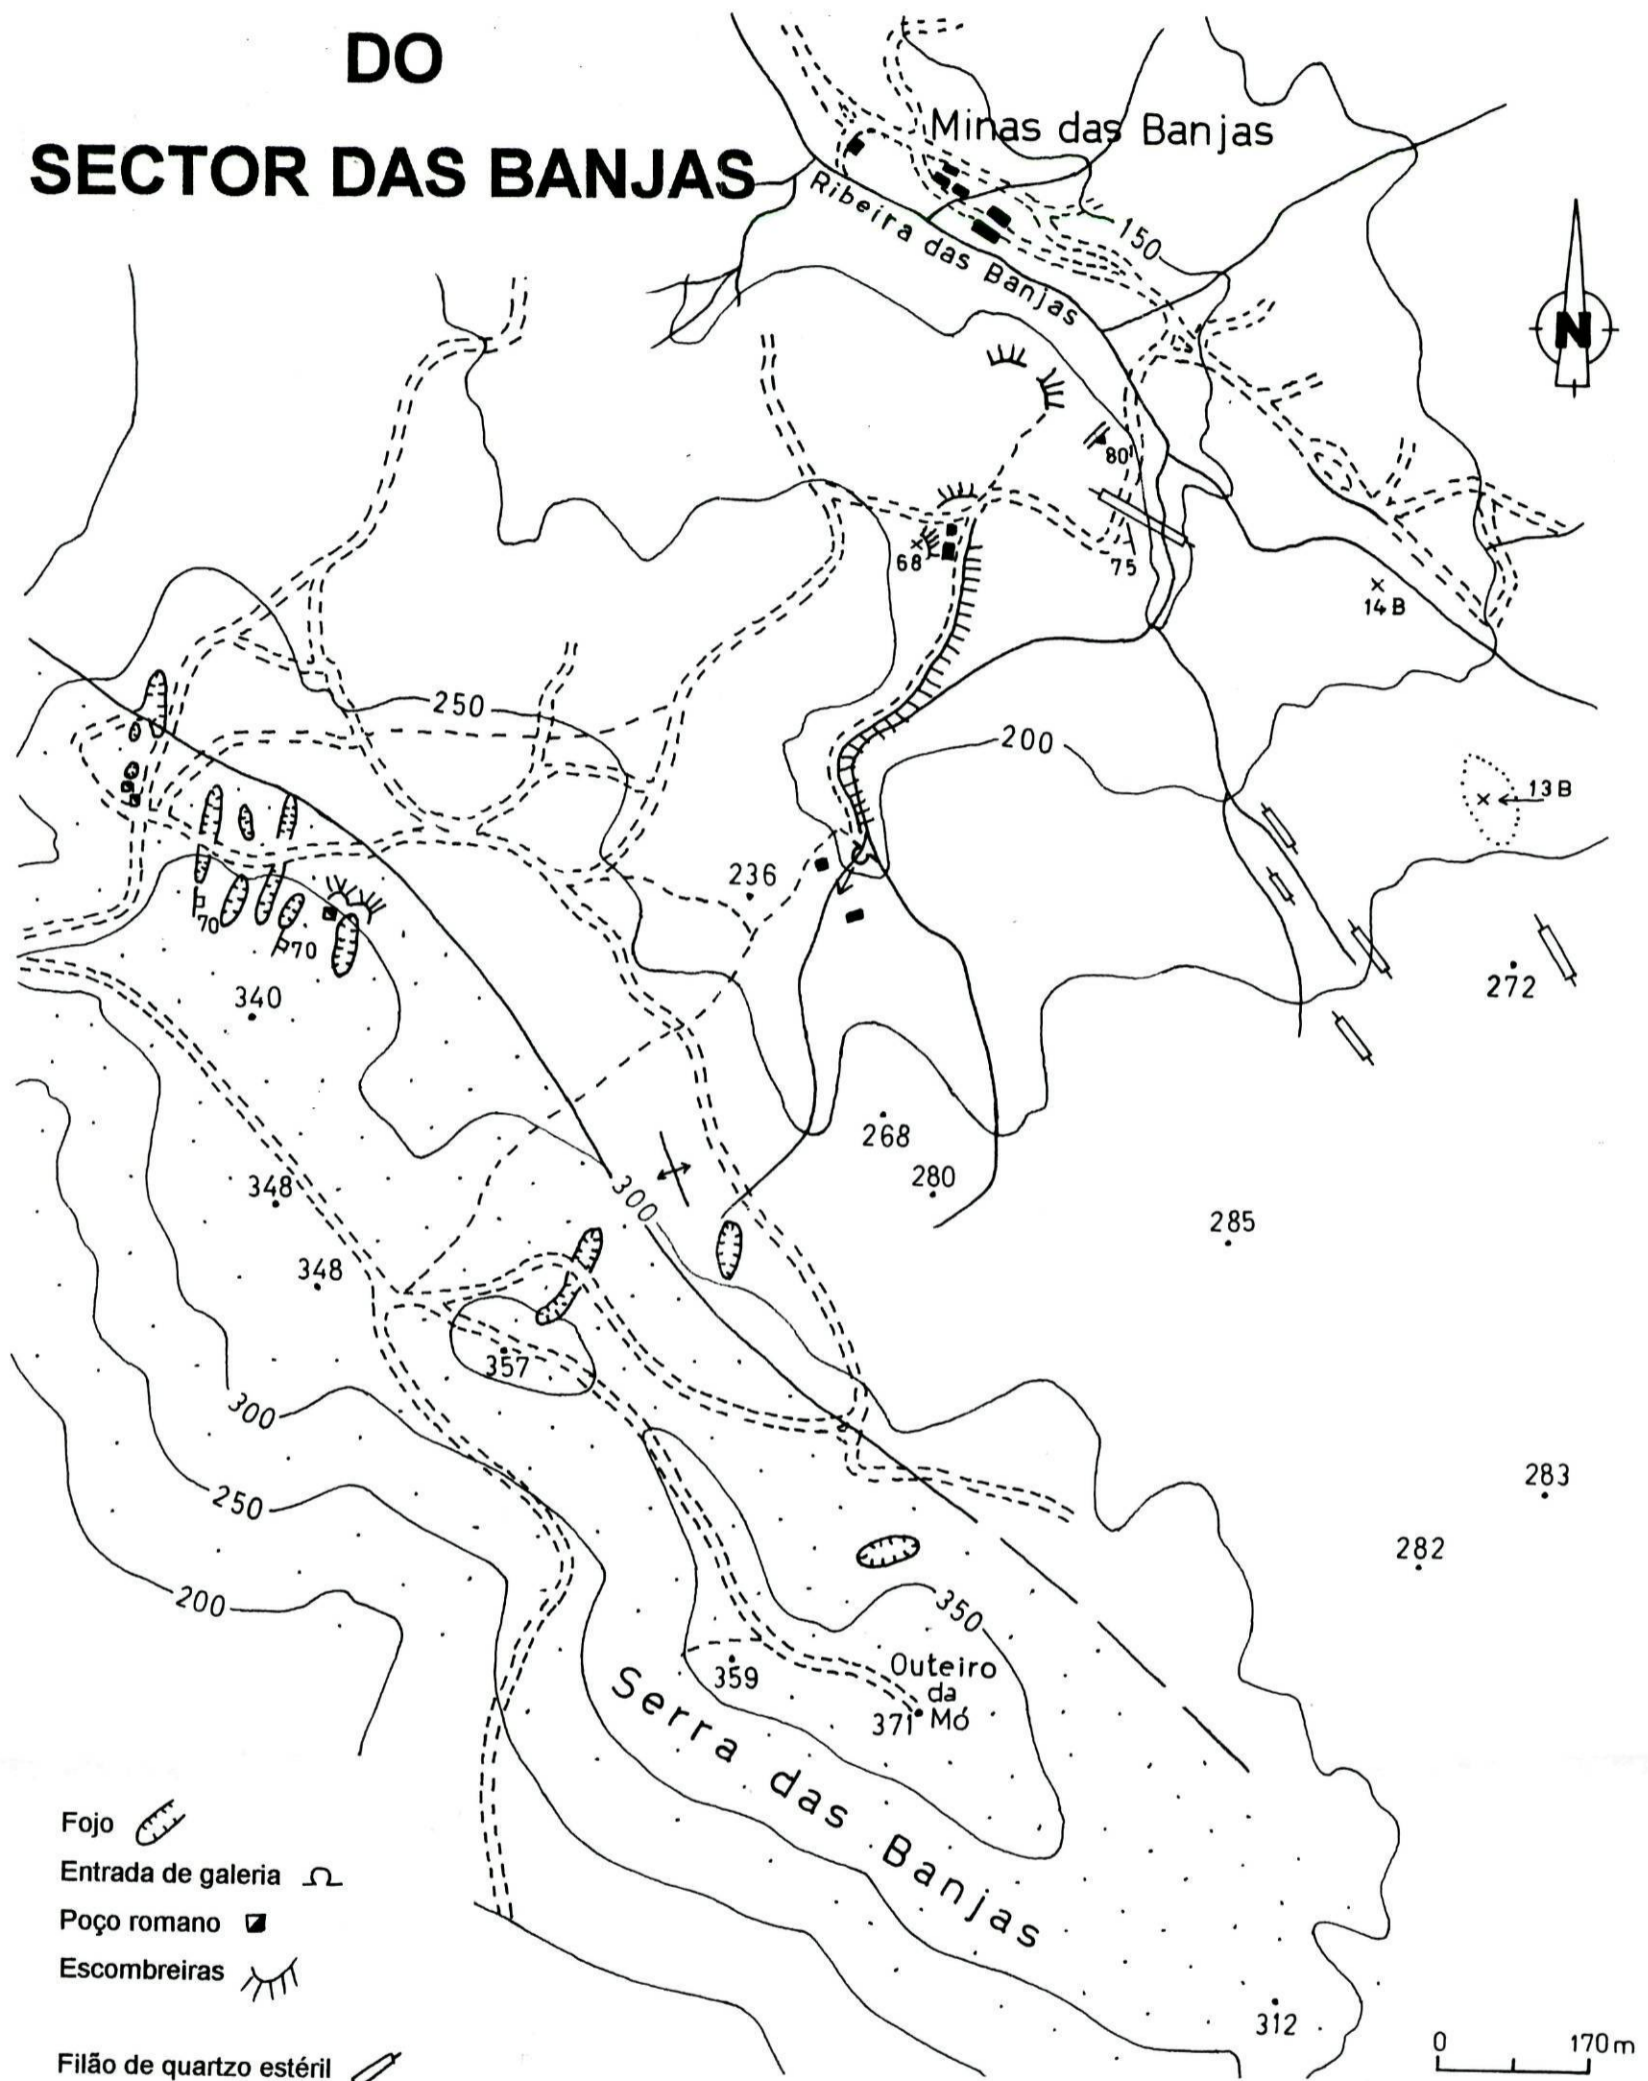 DO
SECTOR DAS BANJAS
Minas das Banjas
Ribeira das Banjas
150
N
80
68
75
14 B
250
200
13 B
236
70
70
272
340
268
280
348
300
285
348
357
300
283
250
282
200
350
359
Outeiro
da
Mó
371
Serra das Banjas
Fojo
Entrada de galeria
Poço romano
Escombreiras
312
0 170 m
Filão de quartzo estéril